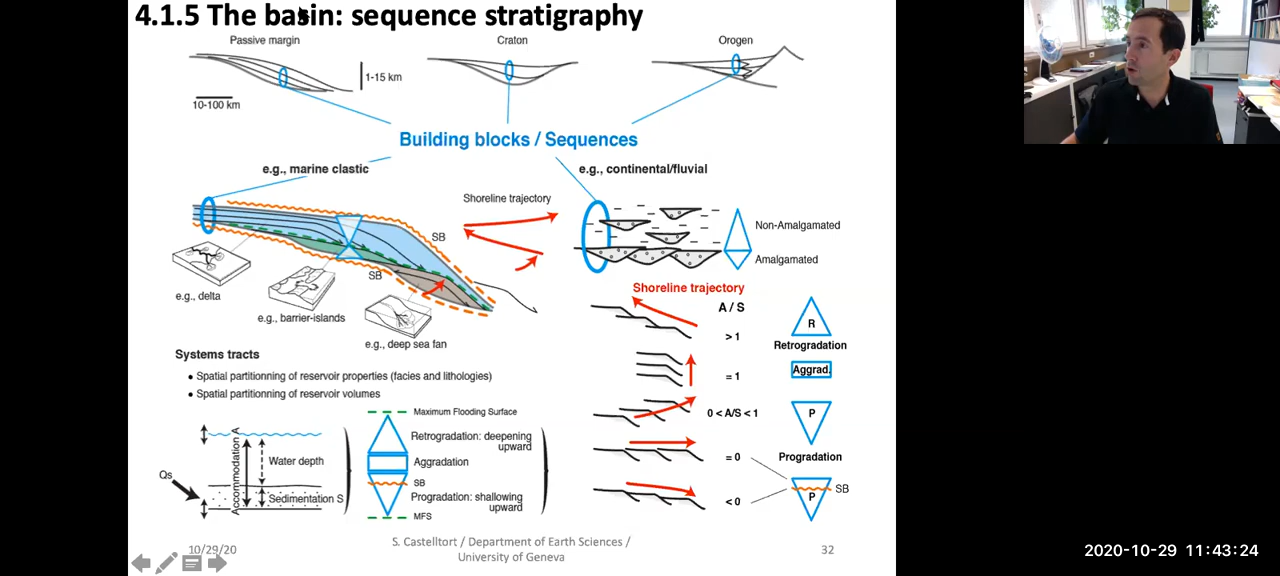 4.1.5 The basin: sequence stratigraphy
Passive margin
Craton
Orogen
1-15 km
10-100 km
Building blocks / Sequences
e.g., marine clastic
e.g., continental/fluvial
Shoreline trajectory
SB
SB
Non-Amalgamated
Amalgamated
e.g., delta
e.g., barrier-islands
e.g., deep sea fan
Shoreline trajectory
A / S
> 1
R
Retrogradation
= 1
Aggrad.
0 < A/S < 1
P
Progradation
= 0
< 0
SB
P
Systems tracts
• Spatial partitionning of reservoir properties (facies and lithologies)
• Spatial partitionning of reservoir volumes
Qs
Accommodation A
Water depth
Sedimentation S
Maximum Flooding Surface
Retrogradation: deepening
upward
Aggradation
SB
Progradation: shallowing
upward
MFS
10/29/20
S. Castelltort / Department of Earth Sciences /
University of Geneva
32
2020-10-29 11:43:24